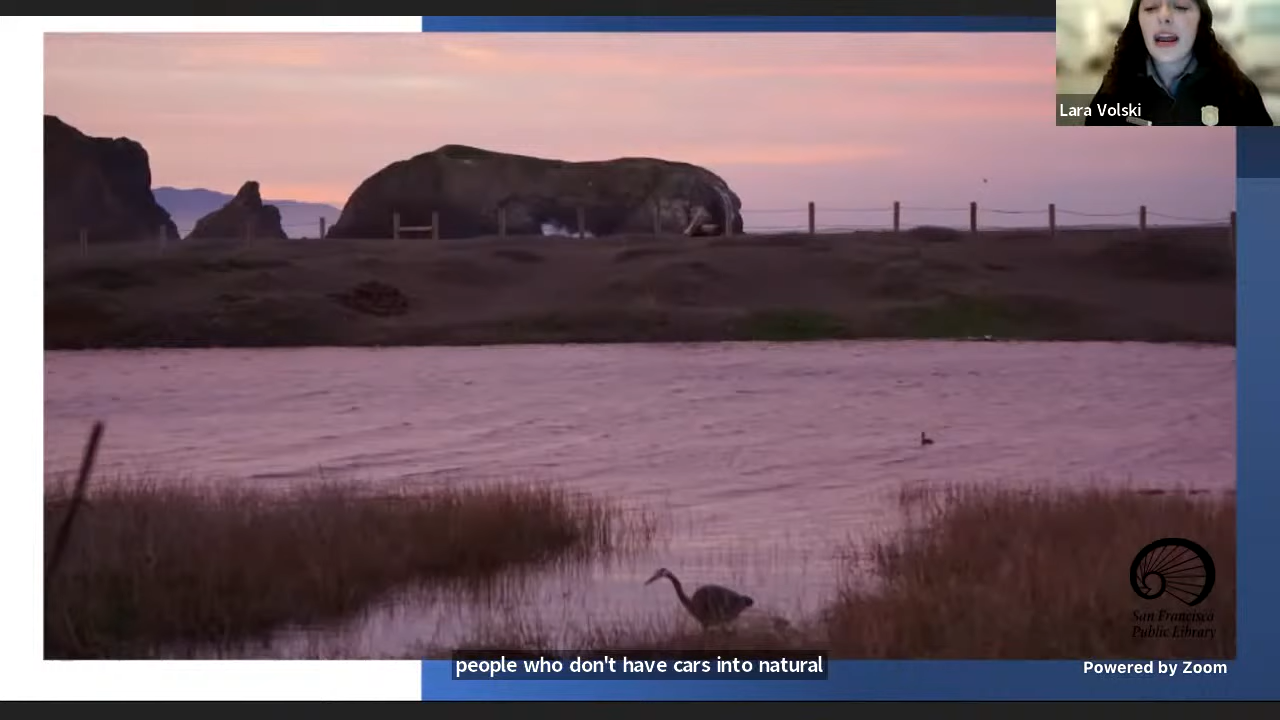 Lara Volski
San Francisco
Public Library
people who don't have cars into natural
Powered by Zoom